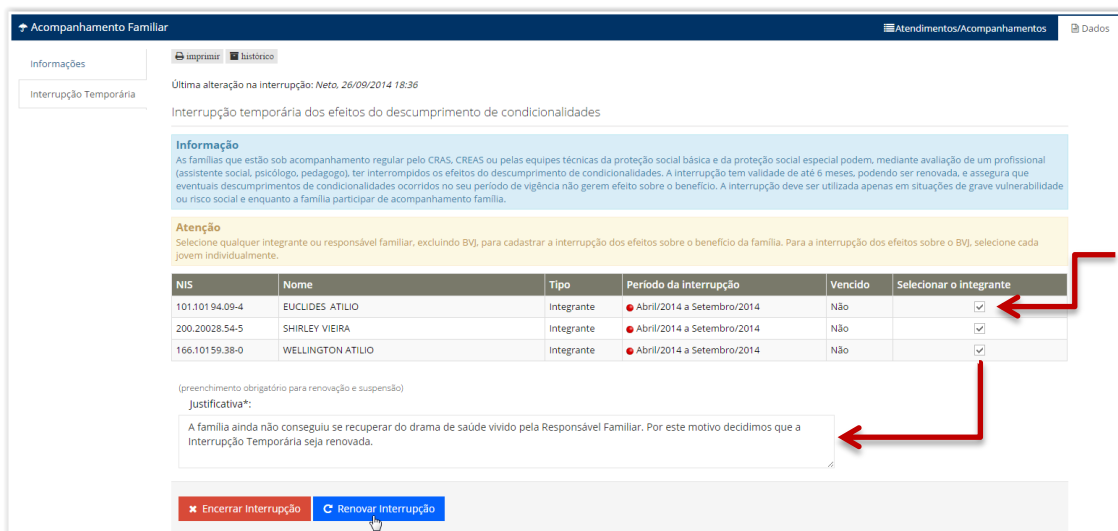 Acompanhamento Familiar
Atendimentos/Acompanhamentos
Dados
Informações
Interrupção Temporária
imprimir histórico
Última alteração na interrupção: Neto, 26/09/2014 18:36
Interrupção temporária dos efeitos do descumprimento de condicionalidades
Informação
As famílias que estão sob acompanhamento regular pelo CRAS, CREAS ou pelas equipes técnicas da proteção social básica e da proteção social especial podem, mediante avaliação de um profissional
(assistente social, psicólogo, pedagogo), ter interrompidos os efeitos do descumprimento de condicionalidades. A interrupção tem validade de até 6 meses, podendo ser renovada, e assegura que
eventuais descumprimentos de condicionalidades ocorridos no seu período de vigência não gerem efeito sobre o benefício. A interrupção deve ser utilizada apenas em situações de grave vulnerabilidade
ou risco social e enquanto a família participar de acompanhamento família.
Atenção
Selecione qualquer integrante ou responsável familiar, excluindo BVJ, para cadastrar a interrupção dos efeitos sobre o benefício da família. Para a interrupção dos efeitos sobre o BVJ, selecione cada
jovem individualmente.
NIS Nome Tipo Período da interrupção Vencido Selecionar o integrante
101.10194.09-4 EUCLIDES ATILIO Integrante Abril/2014 a Setembro/2014 Não
200.20028.54-5 SHIRLEY VIEIRA Integrante Abril/2014 a Setembro/2014 Não
166.10159.38-0 WELLINGTON ATILIO Integrante Abril/2014 a Setembro/2014 Não
(preenchimento obrigatório para renovação e suspensão)
Justificativa*:
A família ainda não conseguiu se recuperar do drama de saúde vivido pela Responsável Familiar. Por este motivo decidimos que a
Interrupção Temporária seja renovada.
Encerrar Interrupção Renovar Interrupção